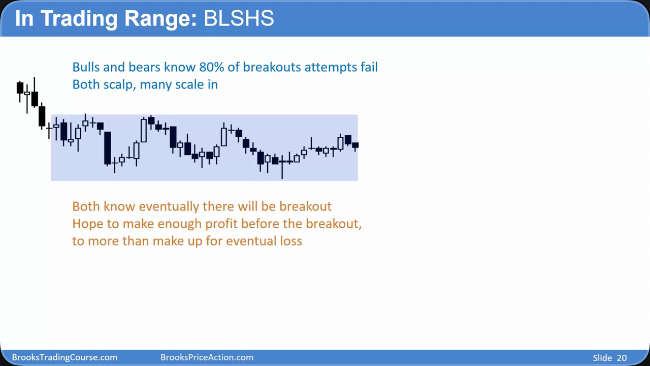 In Trading Range: BLSHS
Bulls and bears know 80% of breakouts attempts fail
Both scalp, many scale in
Both know eventually there will be breakout
Hope to make enough profit before the breakout,
to more than make up for eventual loss
BrooksTradingCourse.com
BrooksPriceAction.com
Slide 20